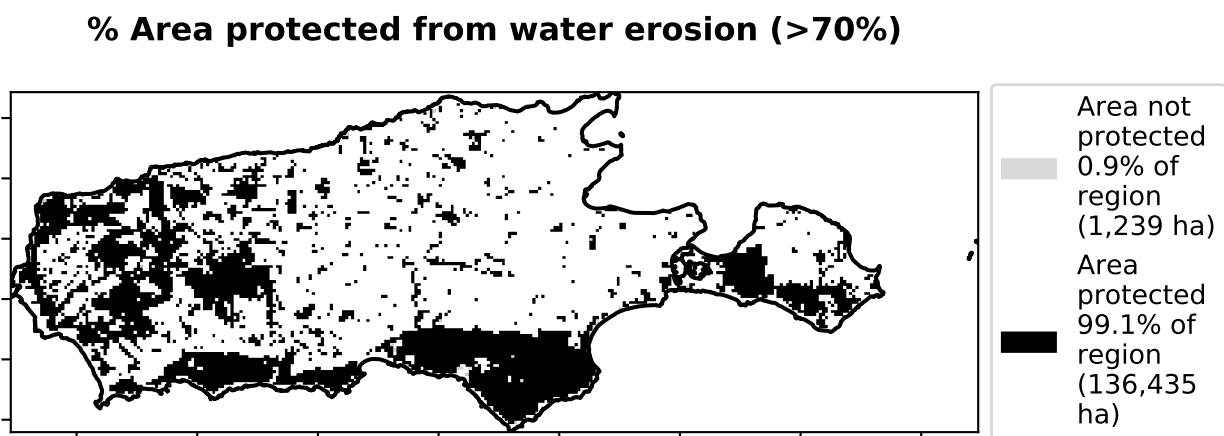 % Area protected from water erosion (>70%)
Area not
protected
0.9% of
region
(1,239 ha)
Area
protected
99.1% of
region
(136,435
ha)